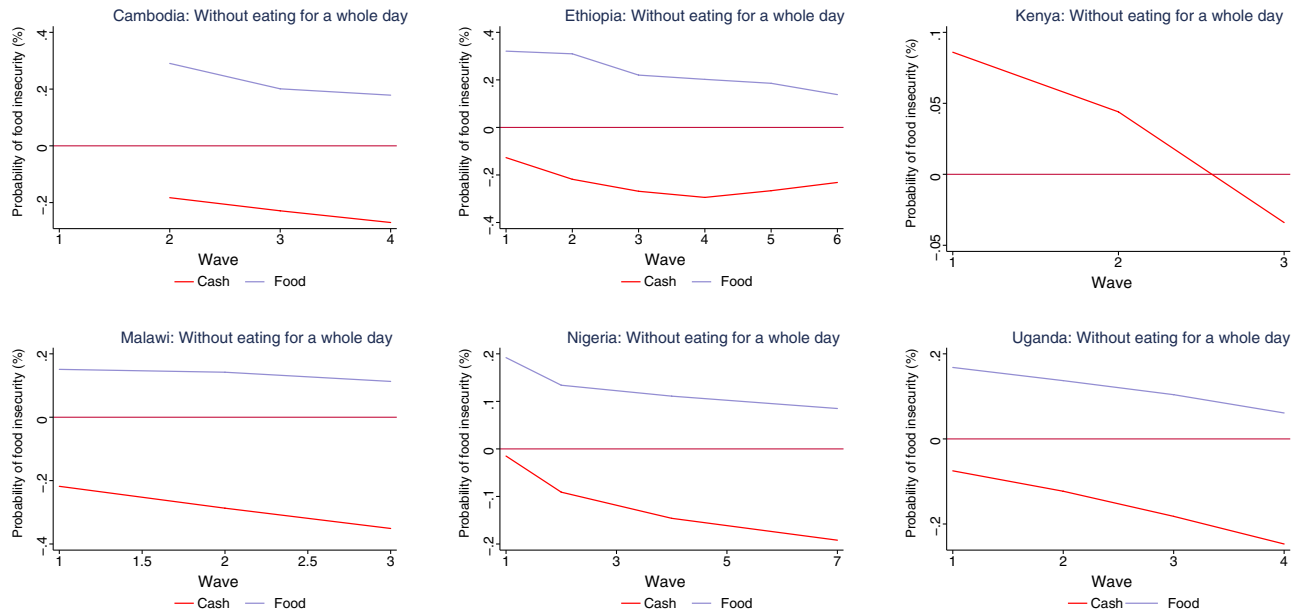 Cambodia: Without eating for a whole day
Probability of food insecurity (%)
.4
.2
0
-.2
1 2 3 4
Wave
Cash Food
Ethiopia: Without eating for a whole day
Probability of food insecurity (%)
.4
.2
0
-.2
-.4
1 2 3 4 5 6
Wave
Cash Food
Kenya: Without eating for a whole day
Probability of food insecurity (%)
.1
.05
0
-.05
1 2 3
Wave
Malawi: Without eating for a whole day
Probability of food insecurity (%)
.2
0
-.2
-.4
1 1.5 2 2.5 3
Wave
Cash Food
Nigeria: Without eating for a whole day
Probability of food insecurity (%)
.2
.1
0
-.1
-.2
1 3 5 7
Wave
Cash Food
Uganda: Without eating for a whole day
Probability of food insecurity (%)
.2
0
-.2
1 2 3 4
Wave
Cash Food